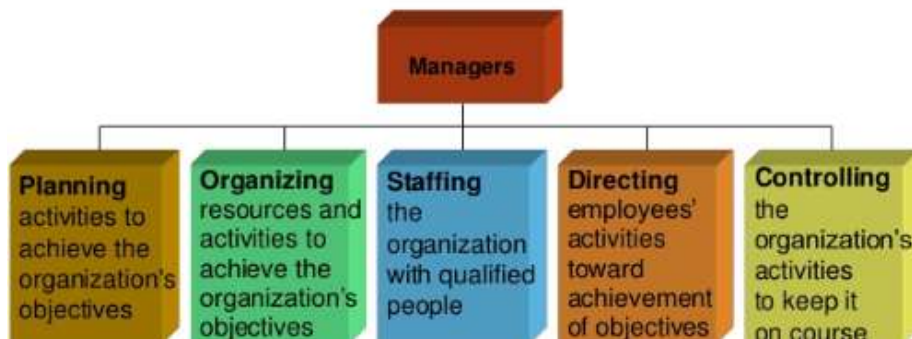 Managers
Planning
activities to
achieve the
organization's
objectives
Organizing
resources and
activities to
achieve the
organization's
objectives
Staffing
the
organization
with qualified
people
Directing
employees'
activities
toward
achievement
of objectives
Controlling
the
organization's
activities
to keep it
on course